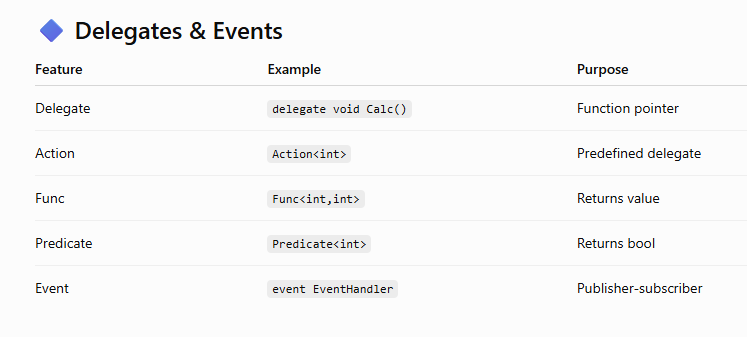 Delegates & Events
Feature Example Purpose
Delegate delegate void Calc() Function pointer
Action Action<int> Predefined delegate
Func Func<int,int> Returns value
Predicate Predicate<int> Returns bool
Event event EventHandler Publisher-subscriber